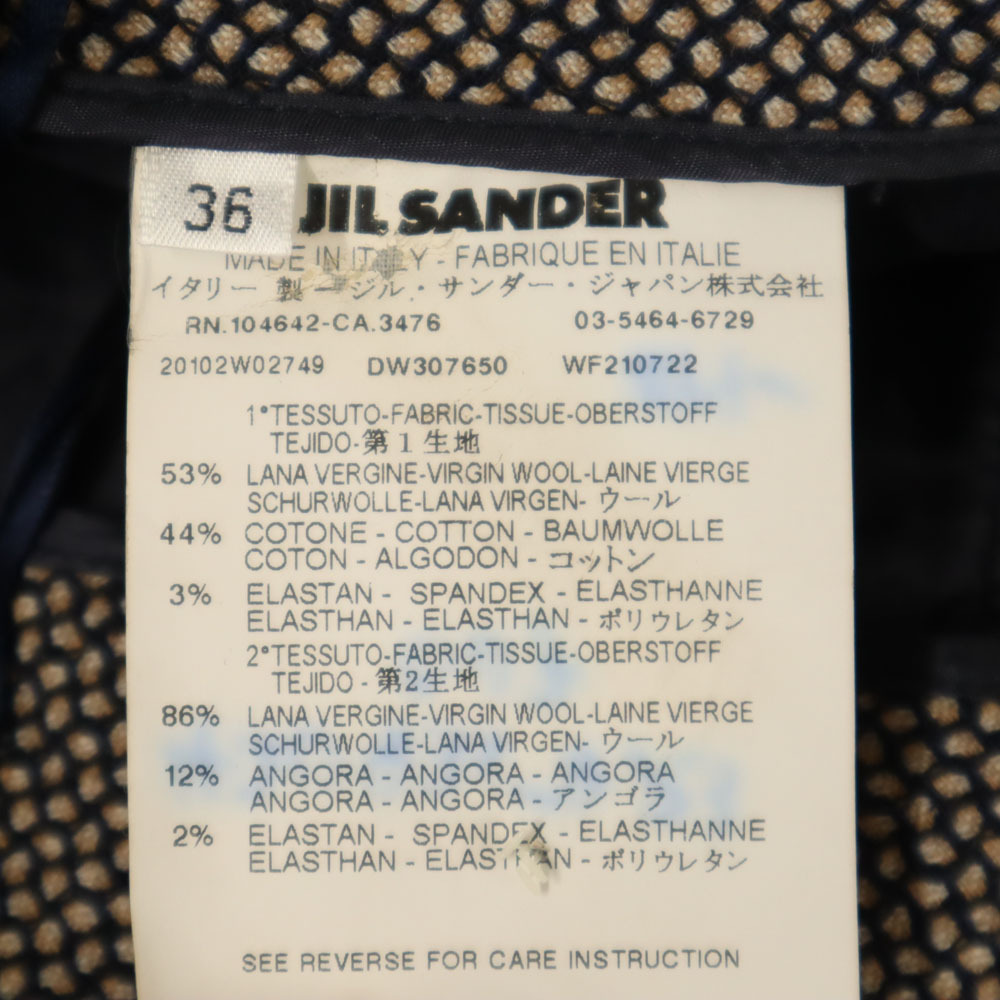 36 JIL SANDER
MADE IN ITALY - FABRIQUE EN ITALIE
イタリー 製 ージル・サンダー・ジャパン株式会社
RN.104642-CA.3476 03-5464-6729
20102W02749 DW307650 WF210722
1°TESSUTO-FABRIC-TISSUE-OBERSTOFF
TEJIDO-第1生地
53% LANA VERGINE-VIRGIN WOOL-LAINE VIERGE
SCHURWOLLE-LANA VIRGEN- ウール
44% COTONE - COTTON - BAUMWOLLE
COTON - ALGODON - コットン
3% ELASTAN - SPANDEX - ELASTHANNE
ELASTHAN - ELASTHAN - ポリウレタン
2°TESSUTO-FABRIC-TISSUE-OBERSTOFF
TEJIDO - 第2生地
86% LANA VERGINE-VIRGIN WOOL-LAINE VIERGE
SCHURWOLLE-LANA VIRGEN- ウール
12% ANGORA - ANGORA - ANGORA
ANGORA - ANGORA - アンゴラ
2% ELASTAN - SPANDEX - ELASTHANNE
ELASTHAN - ELASTHAN - ポリウレタン
SEE REVERSE FOR CARE INSTRUCTION